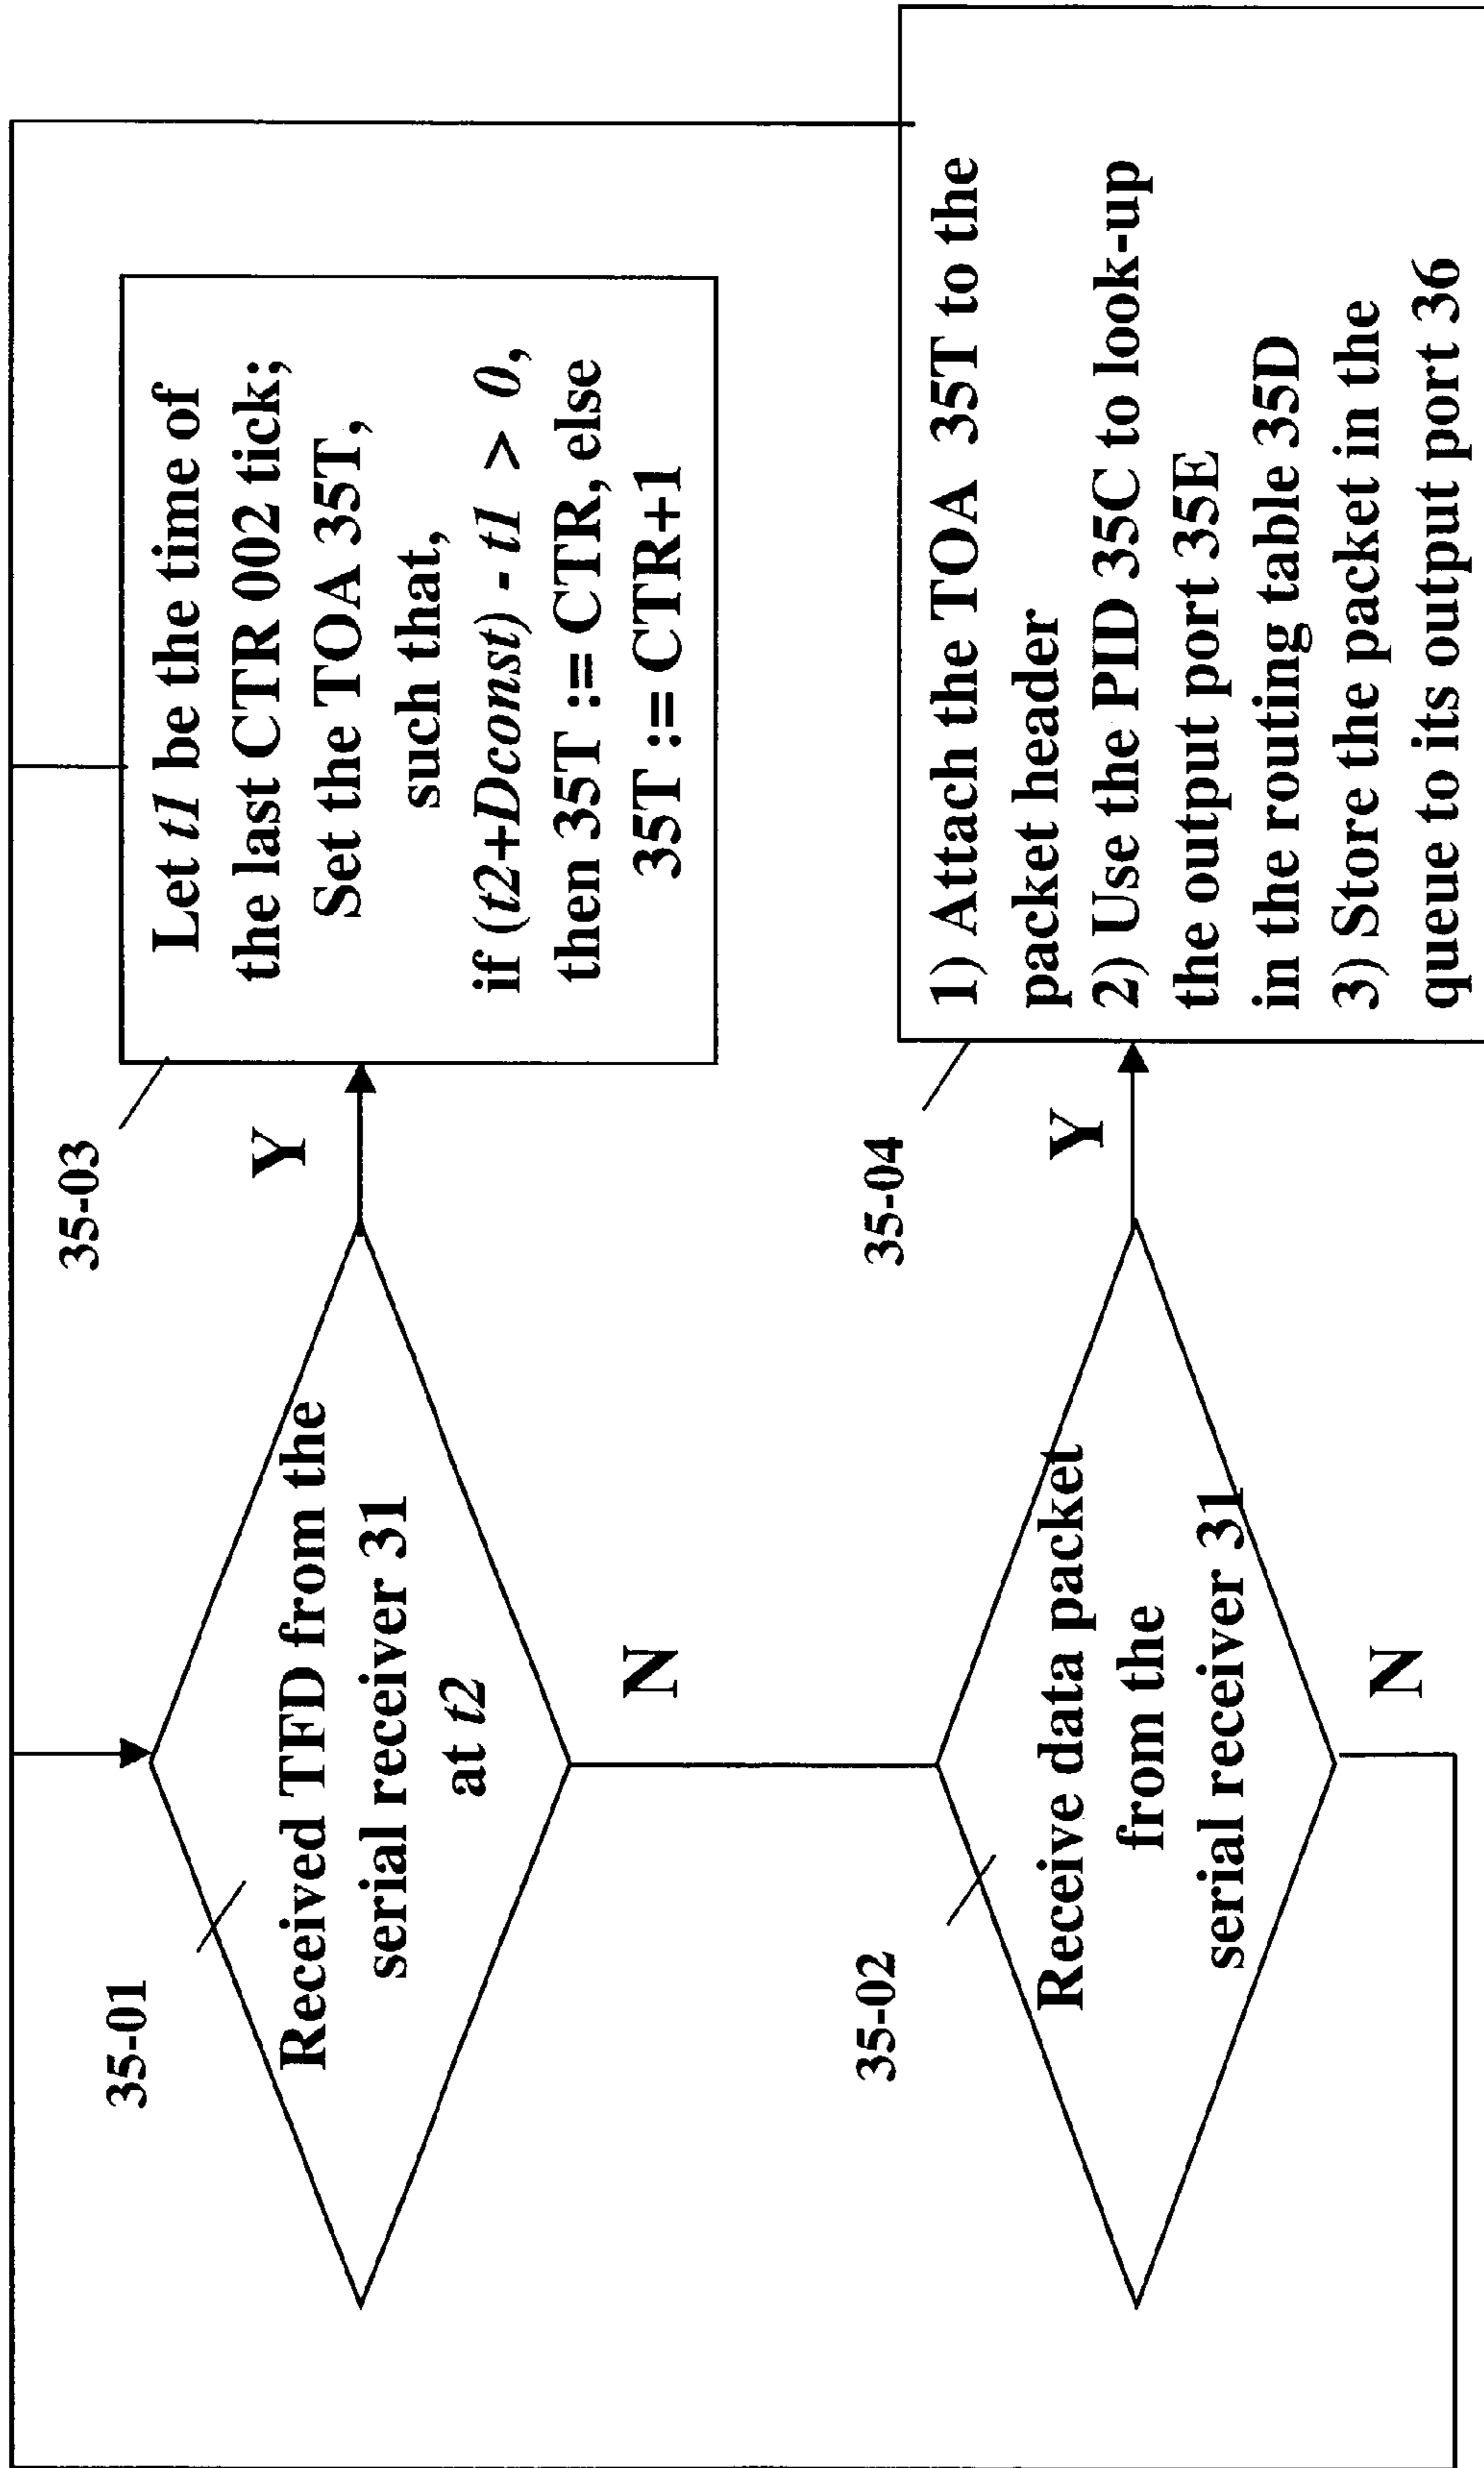 35-01
Received TFD from the
serial receiver 31
at t2
Y
N
35-03
Let t1 be the time of
the last CTR 002 tick;
Set the TOA 35T,
such that,
if (t2+Dconst) - t1 > 0,
then 35T := CTR, else
35T := CTR+1
35-02
Receive data packet
from the
serial receiver 31
Y
N
35-04
1) Attach the TOA 35T to the
packet header
2) Use the PID 35C to look-up
the output port 35E
in the routing table 35D
3) Store the packet in the
queue to its output port 36